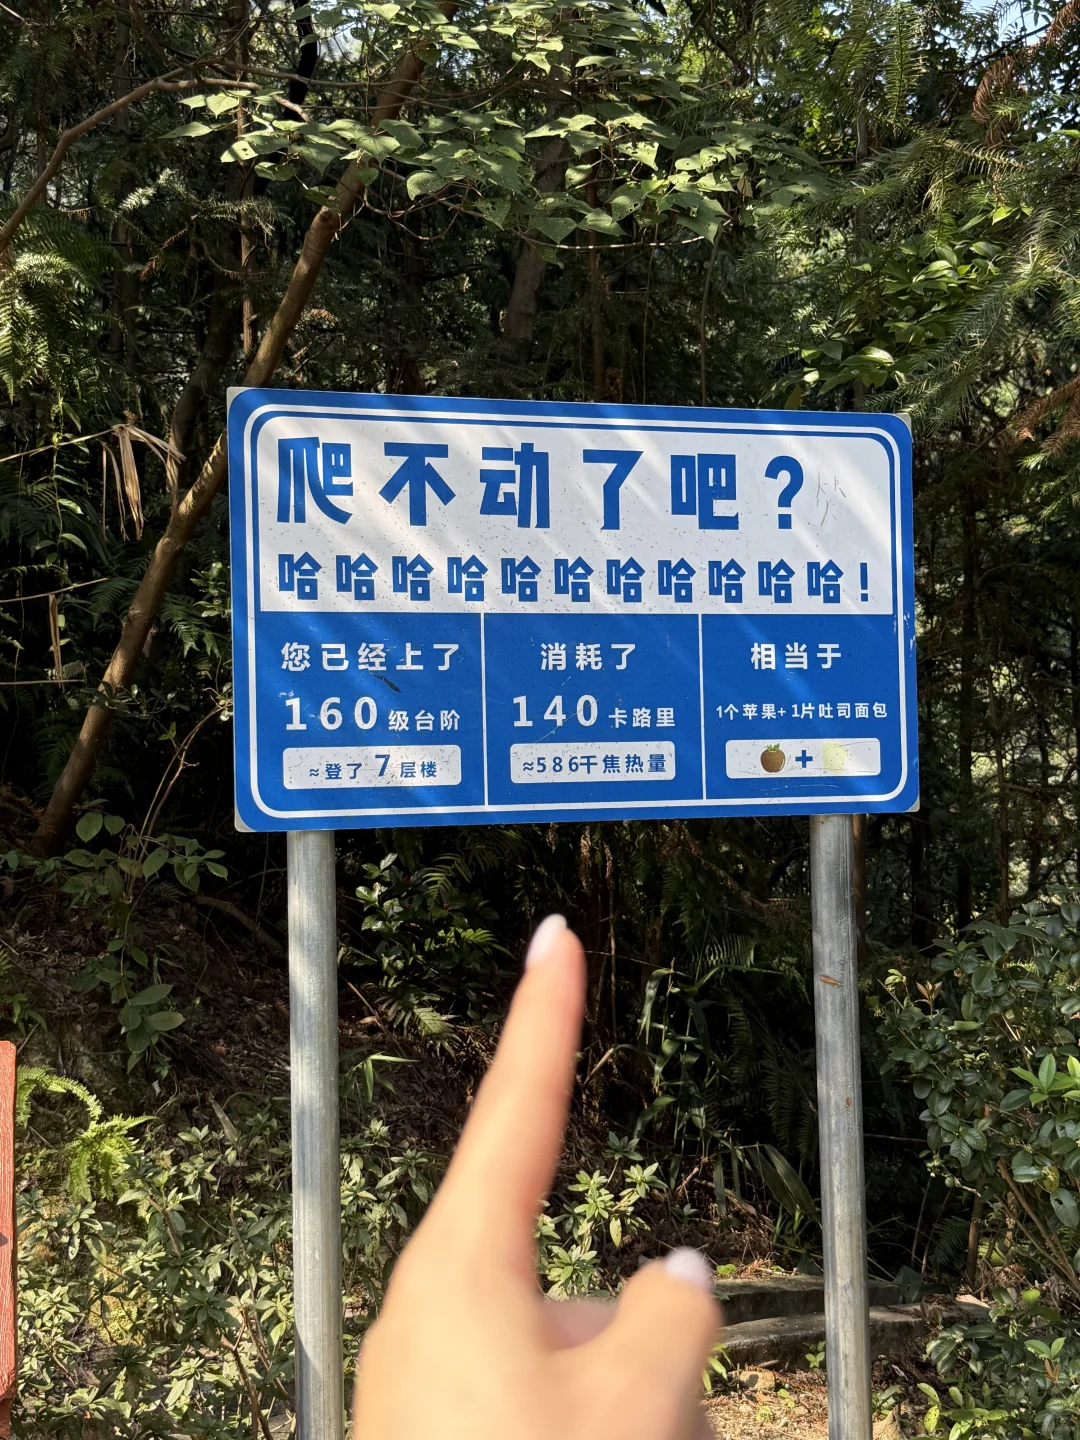 爬不动了吧？
哈哈哈哈哈哈哈哈哈哈哈！
您已经上了
160级台阶
≈登了7层楼
消耗了
140卡路里
≈586千焦热量
相当于
1个苹果+1片吐司面包
+